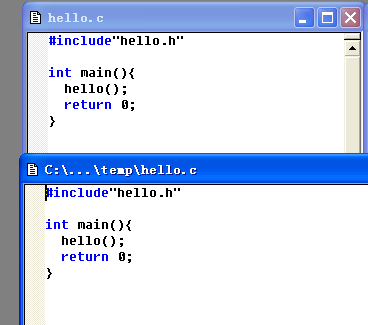 hello.c
#include"hello.h"
int main(){
hello();
return 0;
}
C:\...\temp\hello.c
#include"hello.h"
int main(){
hello();
return 0;
}